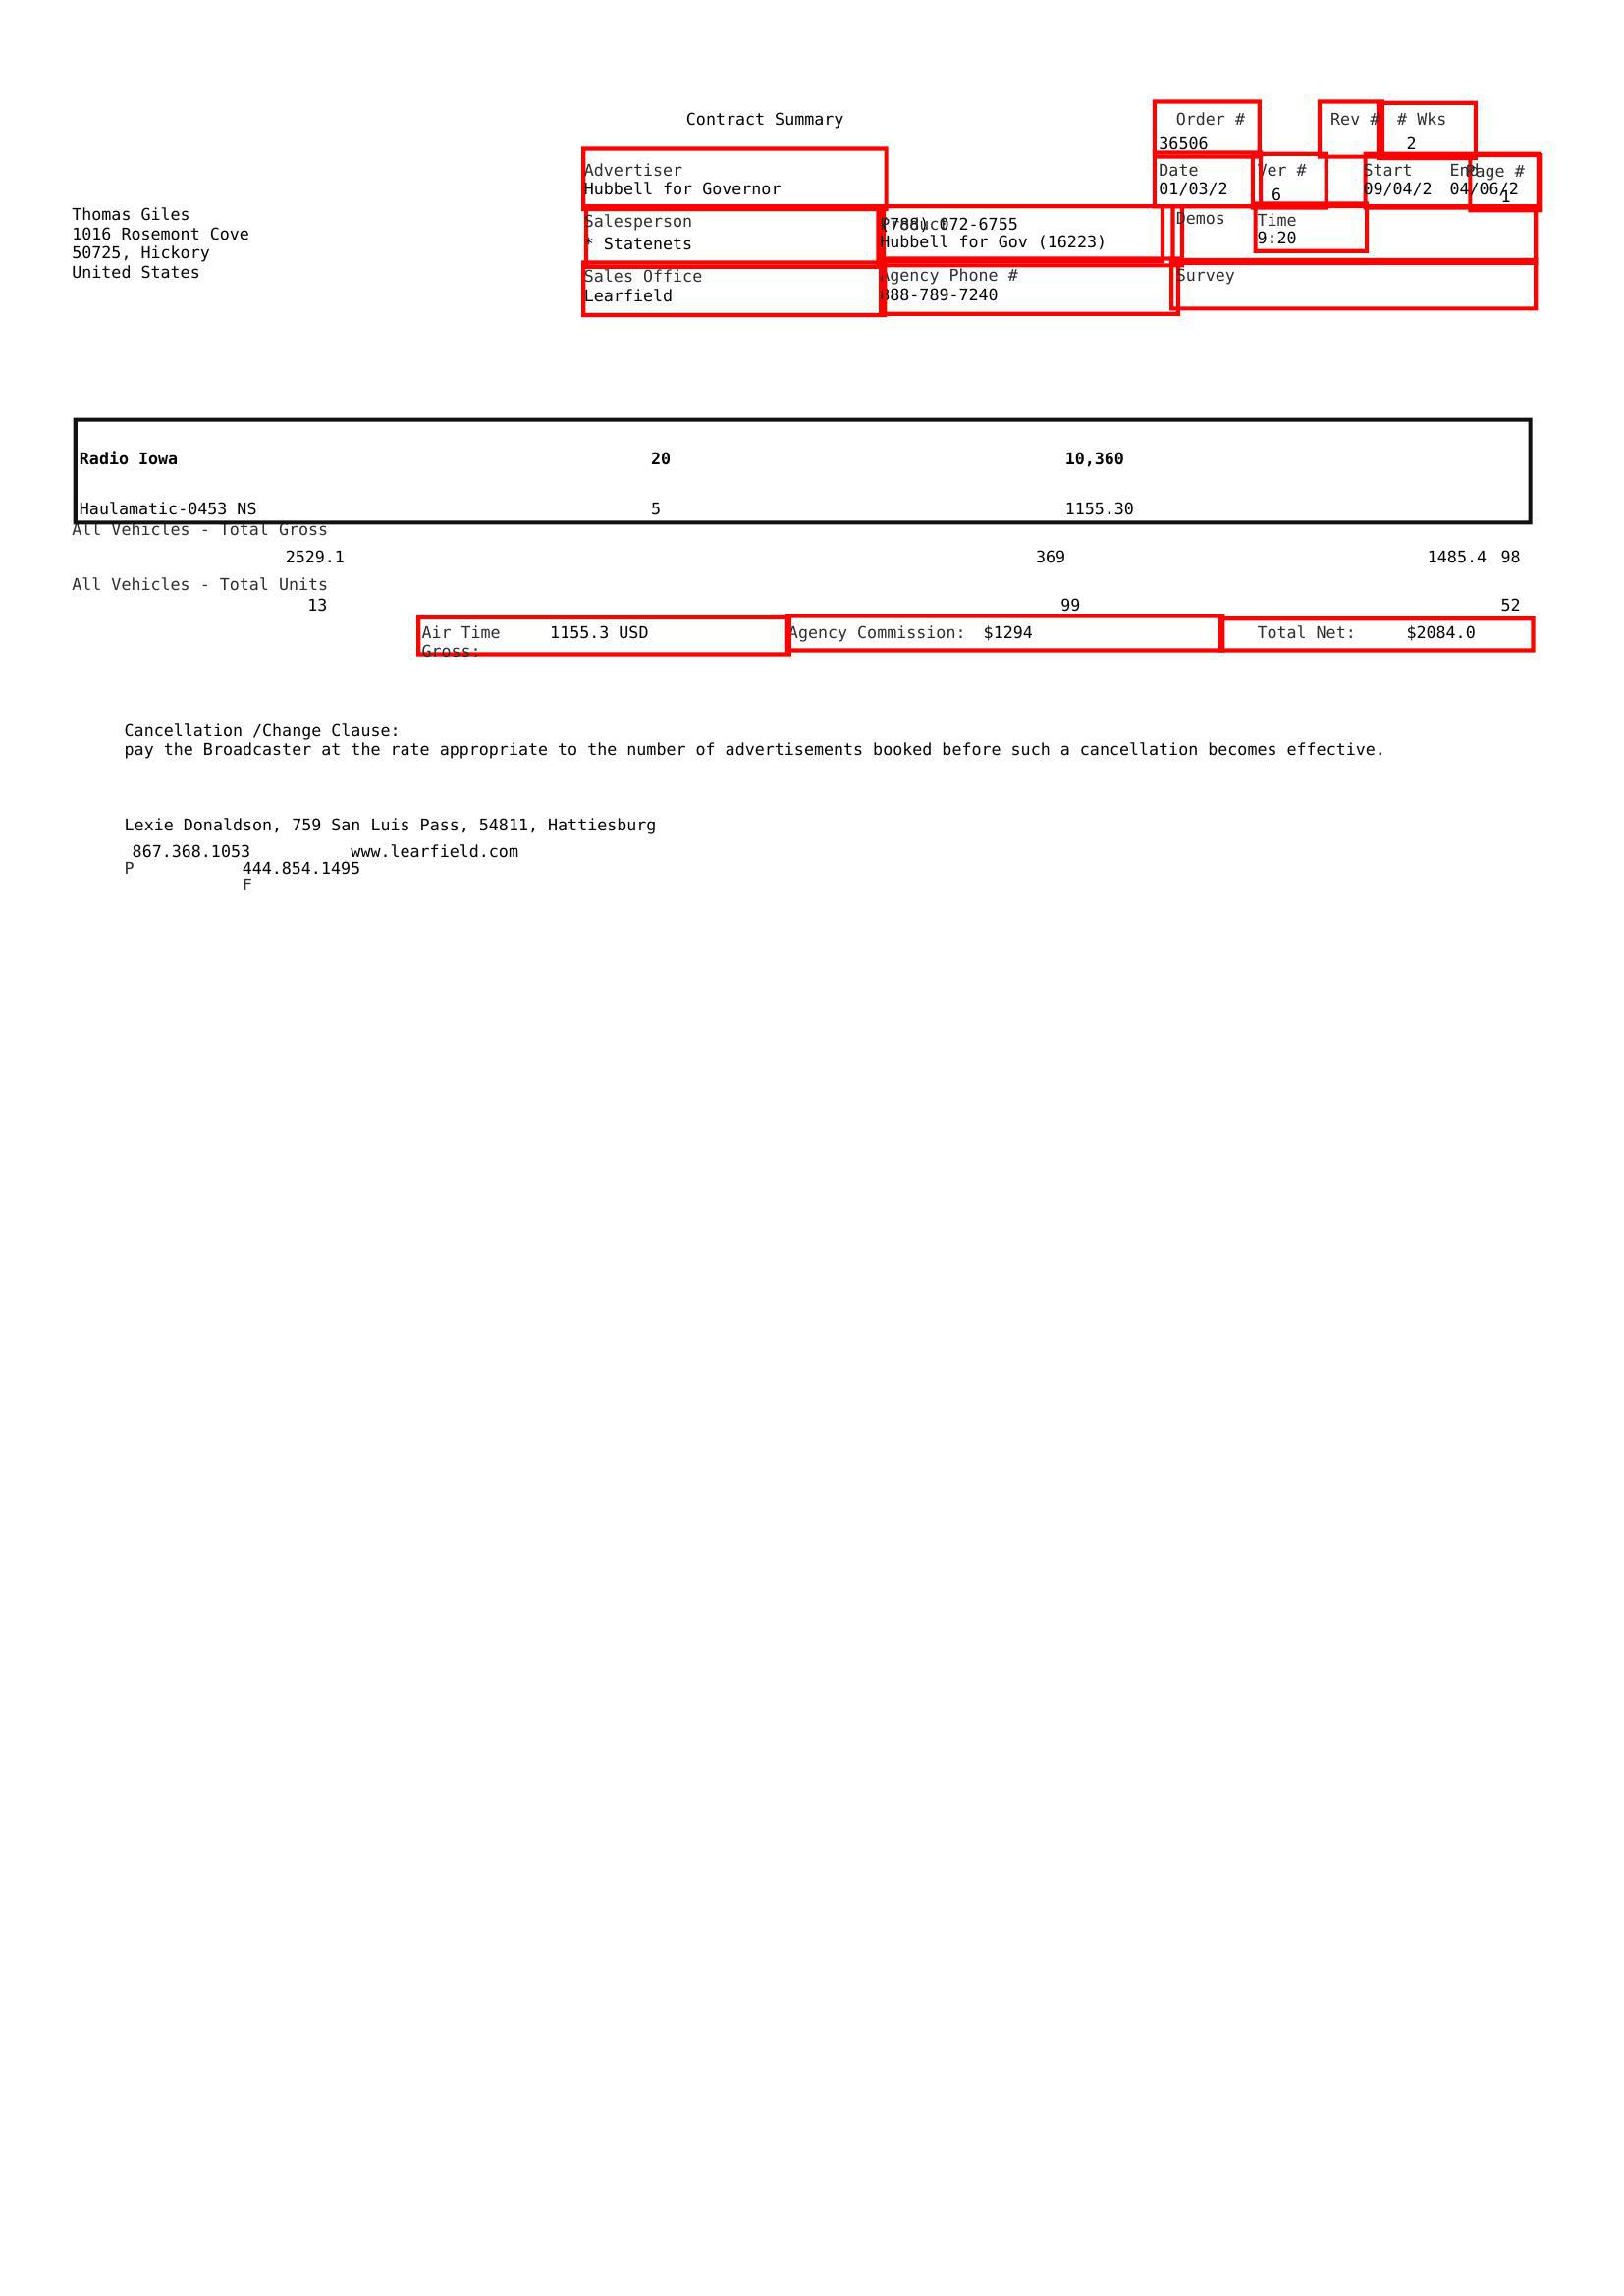 Contract Summary
Order #
36506
Rev #
# Wks
2
Advertiser
Hubbell for Governor
Date
01/03/2
Ver #
6
Start
09/04/2
End
04/06/2
Page #
1
Thomas Giles
1016 Rosemont Cove
50725, Hickory
United States
Salesperson
* Statenets
Product
(788) 072-6755
Hubbell for Gov (16223)
Demos
Time
9:20
Sales Office
Learfield
Agency Phone #
888-789-7240
Survey
Radio Iowa 20 10,360
Haulamatic-0453 NS 5 1155.30
All Vehicles - Total Gross
2529.1 369 1485.4 98
All Vehicles - Total Units
13 99 52
Air Time Gross: 1155.3 USD Agency Commission: $1294 Total Net: $2084.0
Cancellation /Change Clause:
pay the Broadcaster at the rate appropriate to the number of advertisements booked before such a cancellation becomes effective.
Lexie Donaldson, 759 San Luis Pass, 54811, Hattiesburg
867.368.1053 www.learfield.com
P 444.854.1495
F